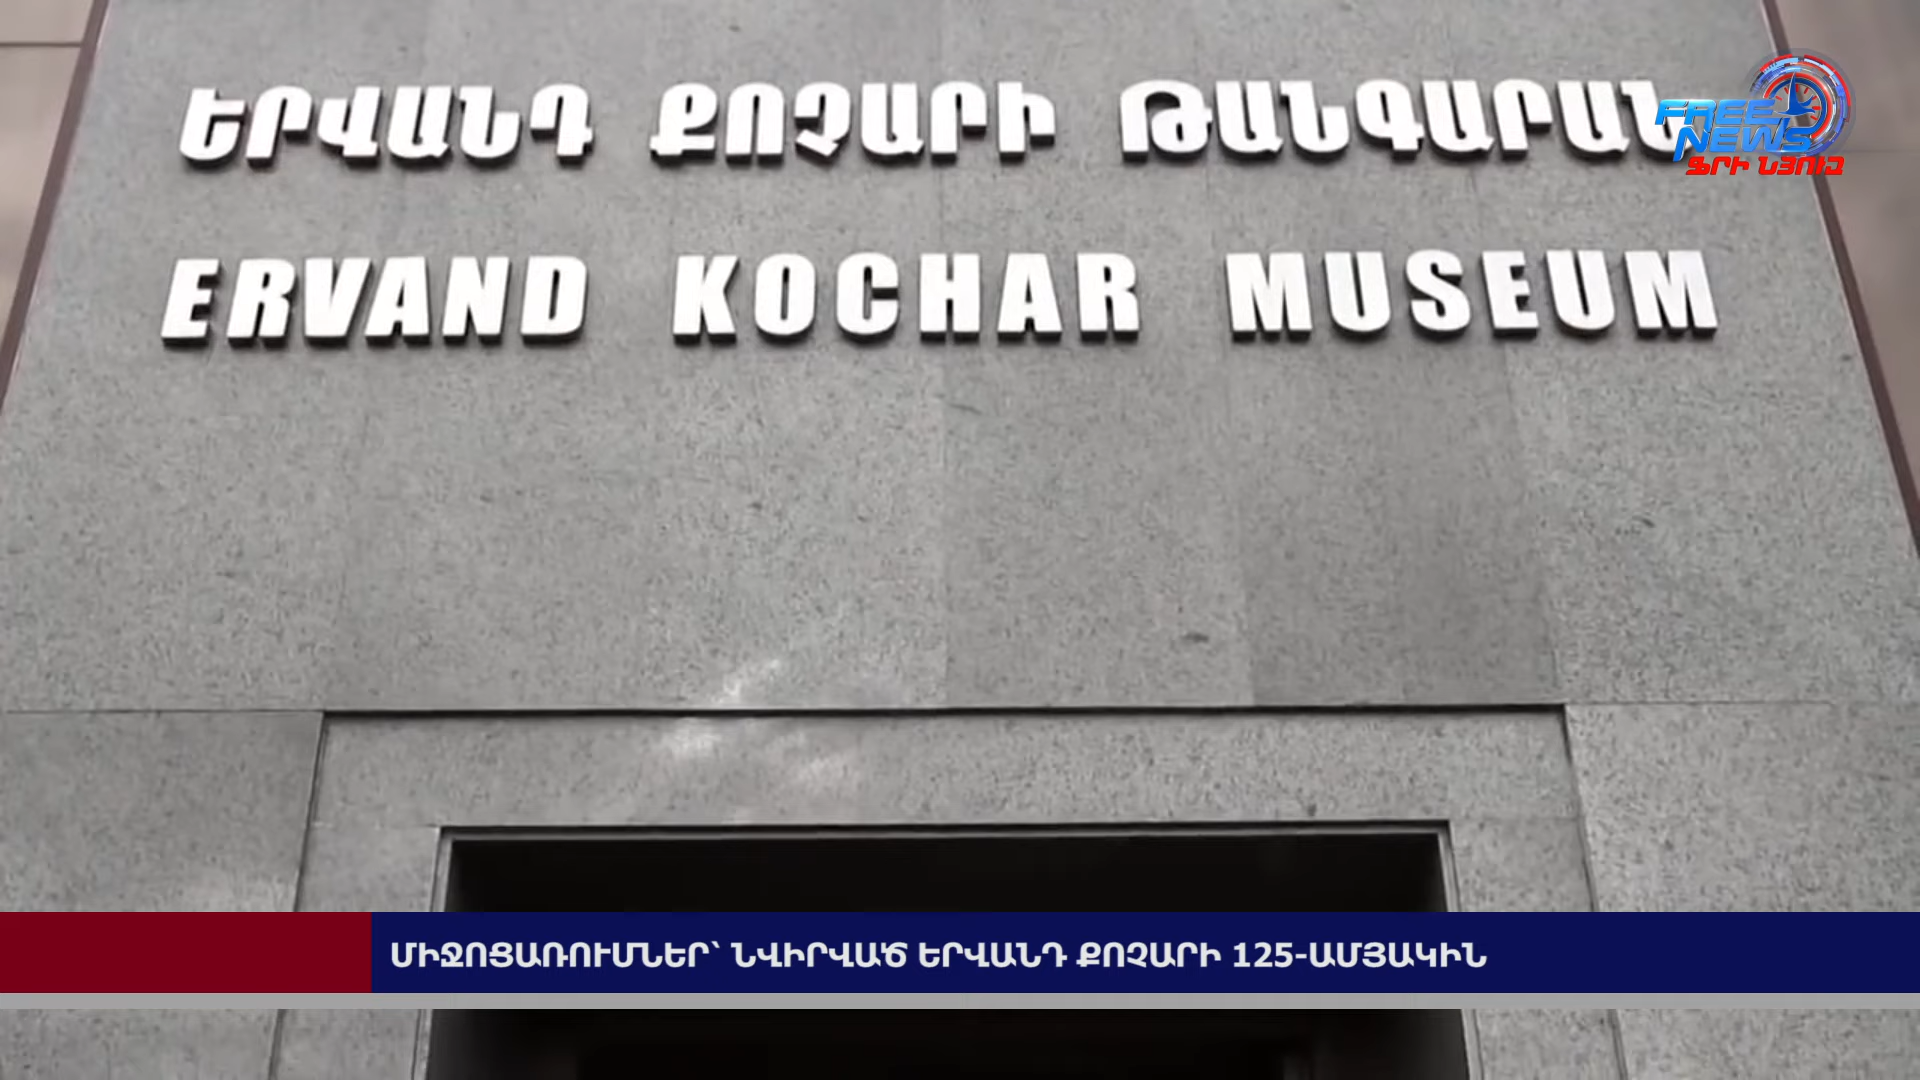 ԵՐՎԱՆԴ ՔՈՉԱՐԻ ԹԱՆԳԱՐԱՆ
FREE
NEWS
ՖՐԻ ՆՅՈՒԶ
ERVAND KOCHAR MUSEUM
ՄԻՋՈՑԱՌՈՒՄՆԵՐ՝ ՆՎԻՐՎԱԾ ԵՐՎԱՆԴ ՔՈՉԱՐԻ 125-ԱՄՅԱԿԻՆ